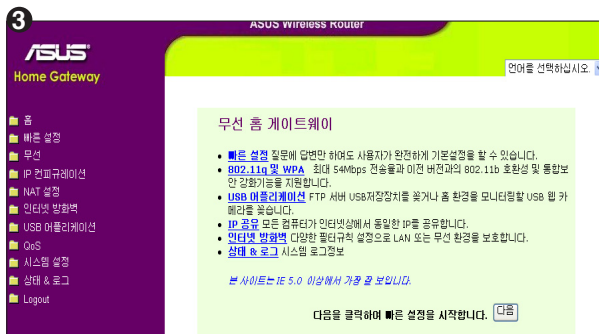 3
ASUS Wireless Router
ASUS
Home Gateway
언어를 선택하십시오.
홈
빠른 설정
무선
IP 컨피규레이션
NAT 설정
인터넷 방화벽
USB 어플리케이션
QoS
시스템 설정
상태 & 로그
Logout
무선 홈 게이트웨이
빠른 설정 질문에 답변만 하여도 사용자가 완전하게 기본설정을 할 수 있습니다.
802.11g 및 WPA 최대 54Mbps 전송율과 이전 버전과의 802.11b 호환성 및 통합보
안 강화기능을 지원합니다.
USB 어플리케이션 FTP 서버 USB저장장치를 꽂거나 홈 환경을 모니터링할 USB 웹 카
메라를 꽂습니다.
IP 공유 모든 컴퓨터가 인터넷상에서 동일한 IP를 공유합니다.
인터넷 방화벽 다양한 필터규칙 설정으로 LAN 또는 무선 환경을 보호합니다.
상태 & 로그 시스템 로그정보
본 사이트는 IE 5.0 이상에서 가장 잘 보입니다.
다음을 클릭하여 빠른 설정을 시작합니다. 다음